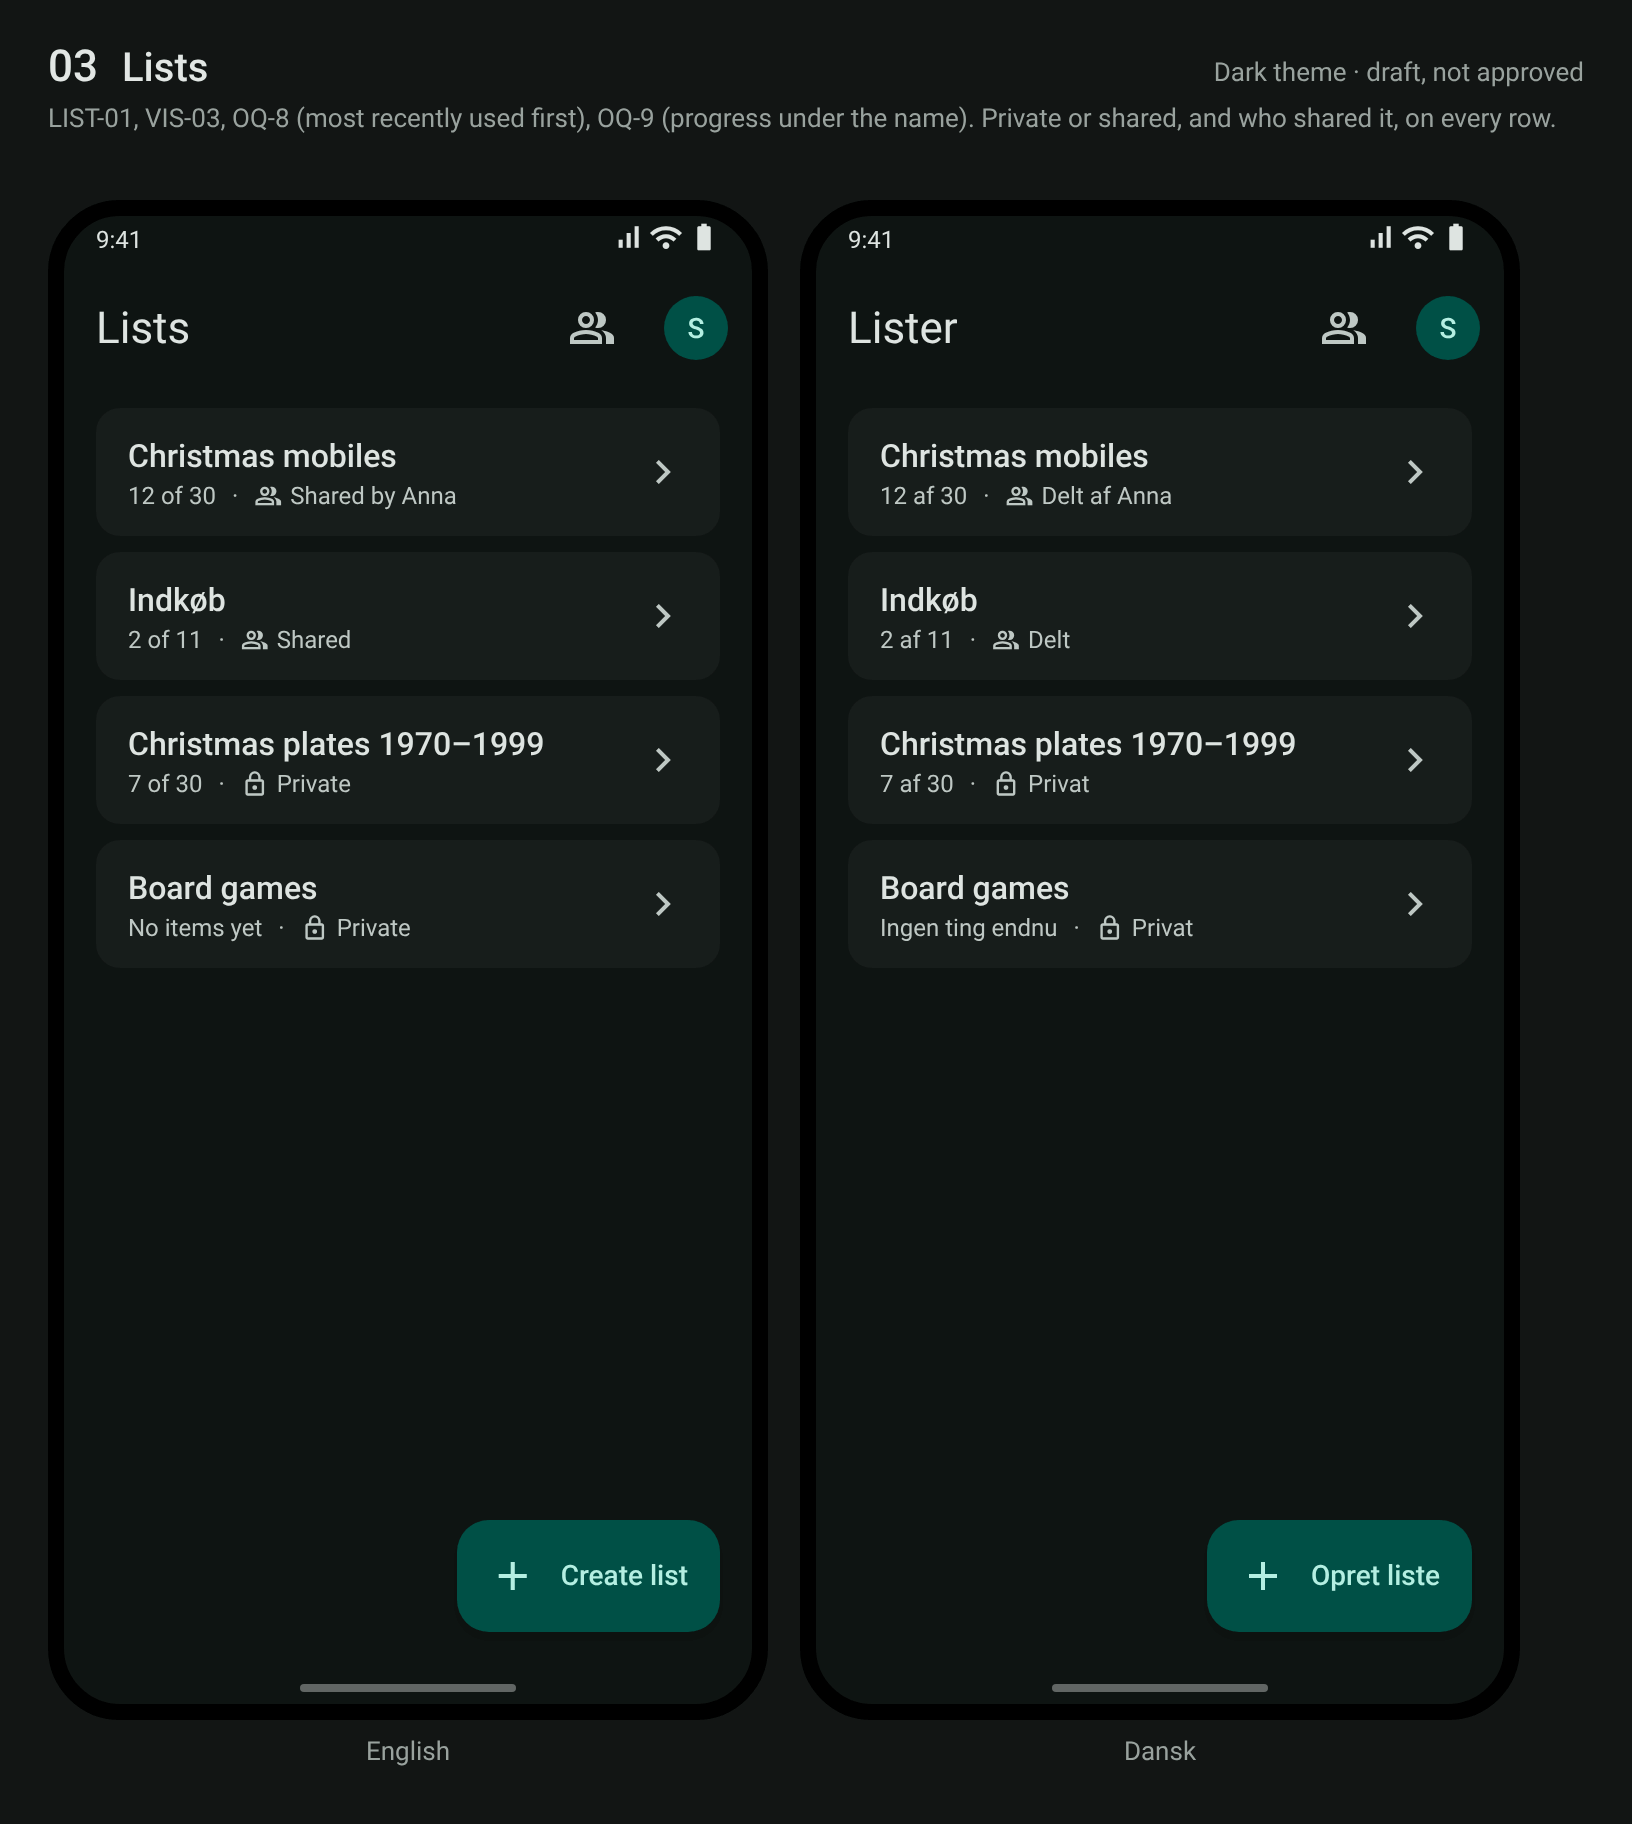 03 Lists
Dark theme · draft, not approved
LIST-01, VIS-03, OQ-8 (most recently used first), OQ-9 (progress under the name). Private or shared, and who shared it, on every row.
9:41
Lists
S
Christmas mobiles
12 of 30 · Shared by Anna
Indkøb
2 of 11 · Shared
Christmas plates 1970–1999
7 of 30 · Private
Board games
No items yet · Private
Create list
English
9:41
Lister
S
Christmas mobiles
12 af 30 · Delt af Anna
Indkøb
2 af 11 · Delt
Christmas plates 1970–1999
7 af 30 · Privat
Board games
Ingen ting endnu · Privat
Opret liste
Dansk